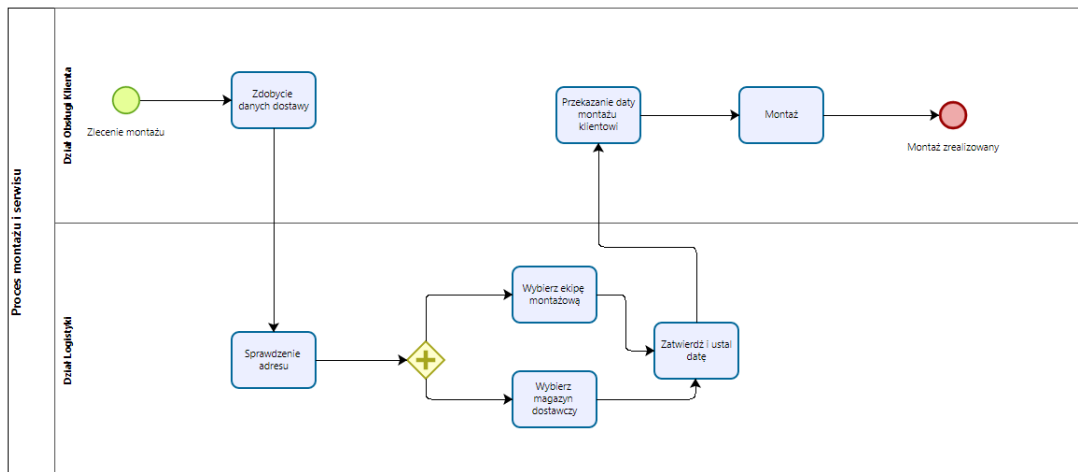 Proces montażu i serwisu
Dział Obsługi Klienta
Zlecenie montażu
Zdobycie
danych dostawy
Przekazanie daty
montażu
klientowi
Montaż
Montaż zrealizowany
Dział Logistyki
Sprawdzenie
adresu
Wybierz ekipę
montażową
Wybierz
magazyn
dostawczy
Zatwierdź i ustal
datę